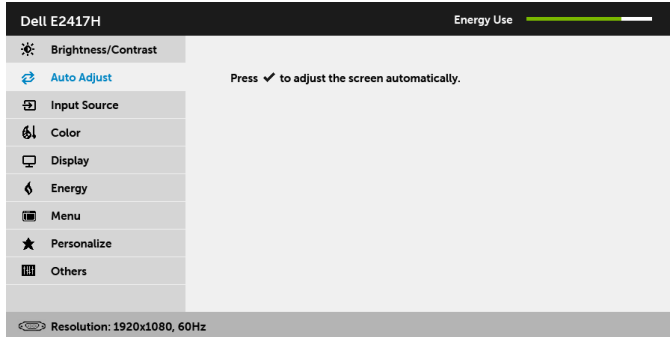 Dell E2417H
Energy Use
Brightness/Contrast
Auto Adjust
Press ✓ to adjust the screen automatically.
Input Source
Color
Display
Energy
Menu
Personalize
Others
Resolution: 1920x1080, 60Hz